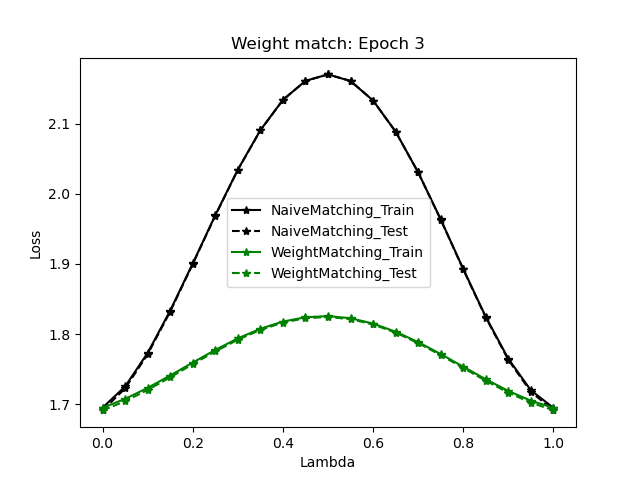 Weight match: Epoch 3
Loss
2.1
2.0
1.9
1.8
1.7
NaiveMatching_Train
NaiveMatching_Test
WeightMatching_Train
WeightMatching_Test
0.0 0.2 0.4 0.6 0.8 1.0
Lambda